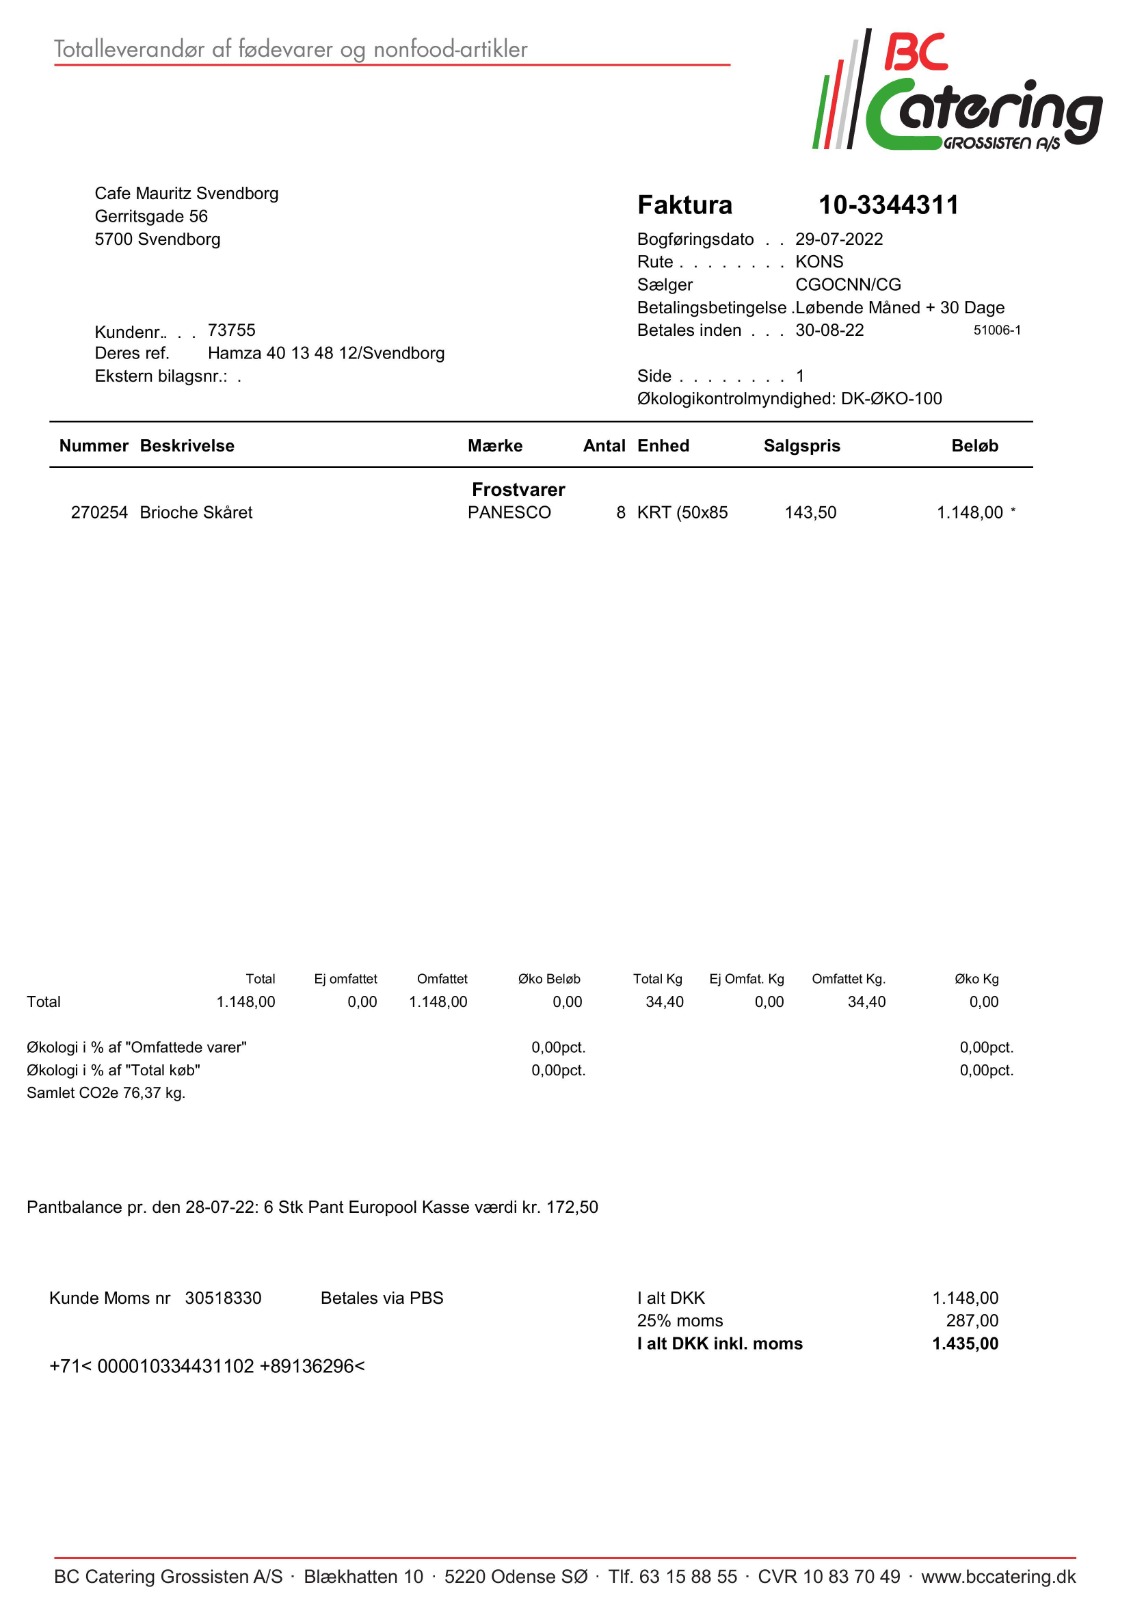 Totalleverandør af fødevarer og nonfood-artikler
BC
Catering
GROSSISTEN A/S
Cafe Mauritz Svendborg
Gerritsgade 56
5700 Svendborg
Kundenr.. . . 73755
Deres ref. Hamza 40 13 48 12/Svendborg
Ekstern bilagsnr.: .
Faktura 10-3344311
Bogføringsdato . . 29-07-2022
Rute . . . . . . . . KONS
Sælger CGOCNN/CG
Betalingsbetingelse .Løbende Måned + 30 Dage
Betales inden . . . 30-08-22 51006-1
Side . . . . . . . . 1
Økologikontrolmyndighed: DK-ØKO-100
Nummer Beskrivelse Mærke Antal Enhed Salgspris Beløb
Frostvarer
270254 Brioche Skåret PANESCO 8 KRT (50x85 143,50 1.148,00 *
Total Ej omfattet Omfattet Øko Beløb Total Kg Ej Omfat. Kg Omfattet Kg. Øko Kg
Total 1.148,00 0,00 1.148,00 0,00 34,40 0,00 34,40 0,00
Økologi i % af "Omfattede varer" 0,00pct. 0,00pct.
Økologi i % af "Total køb" 0,00pct. 0,00pct.
Samlet CO2e 76,37 kg.
Pantbalance pr. den 28-07-22: 6 Stk Pant Europool Kasse værdi kr. 172,50
Kunde Moms nr 30518330 Betales via PBS I alt DKK 1.148,00
25% moms 287,00
I alt DKK inkl. moms 1.435,00
+71< 000010334431102 +89136296<
BC Catering Grossisten A/S · Blækhatten 10 · 5220 Odense SØ · Tlf. 63 15 88 55 · CVR 10 83 70 49 · www.bccatering.dk